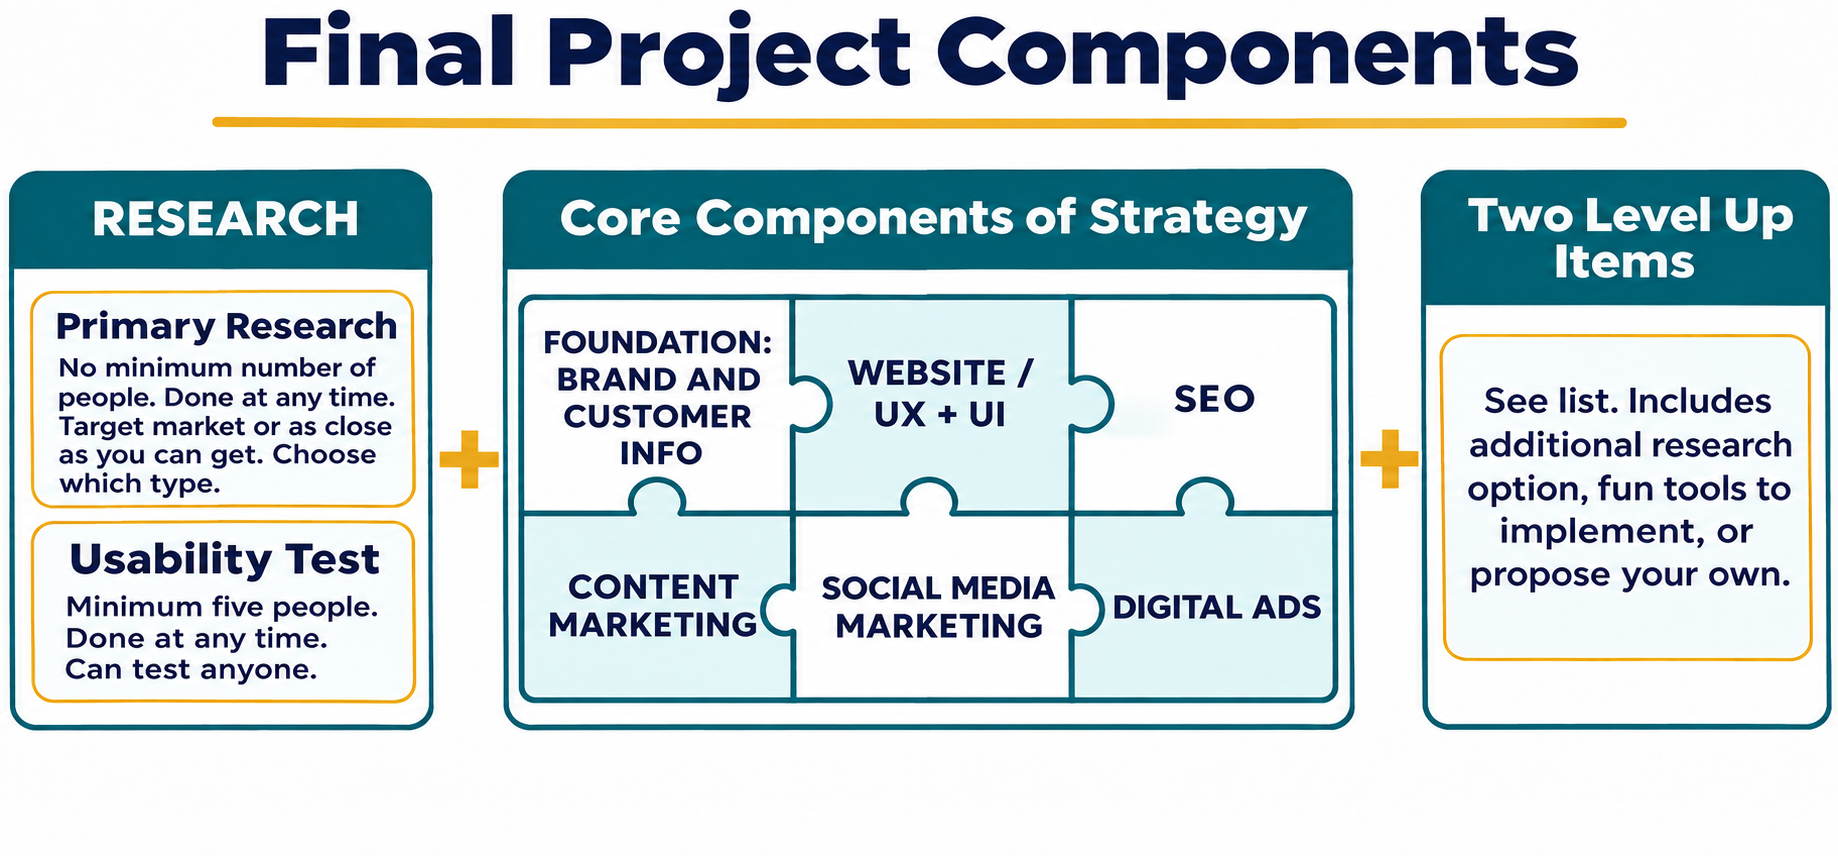 Final Project Components
RESEARCH
Primary Research
No minimum number of
people. Done at any time.
Target market or as close
as you can get. Choose
which type.
Usability Test
Minimum five people.
Done at any time.
Can test anyone.
+
Core Components of Strategy
FOUNDATION:
BRAND AND
CUSTOMER
INFO
WEBSITE /
UX + UI
SEO
CONTENT
MARKETING
SOCIAL MEDIA
MARKETING
DIGITAL ADS
+
Two Level Up
Items
See list. Includes
additional research
option, fun tools to
implement, or
propose your own.